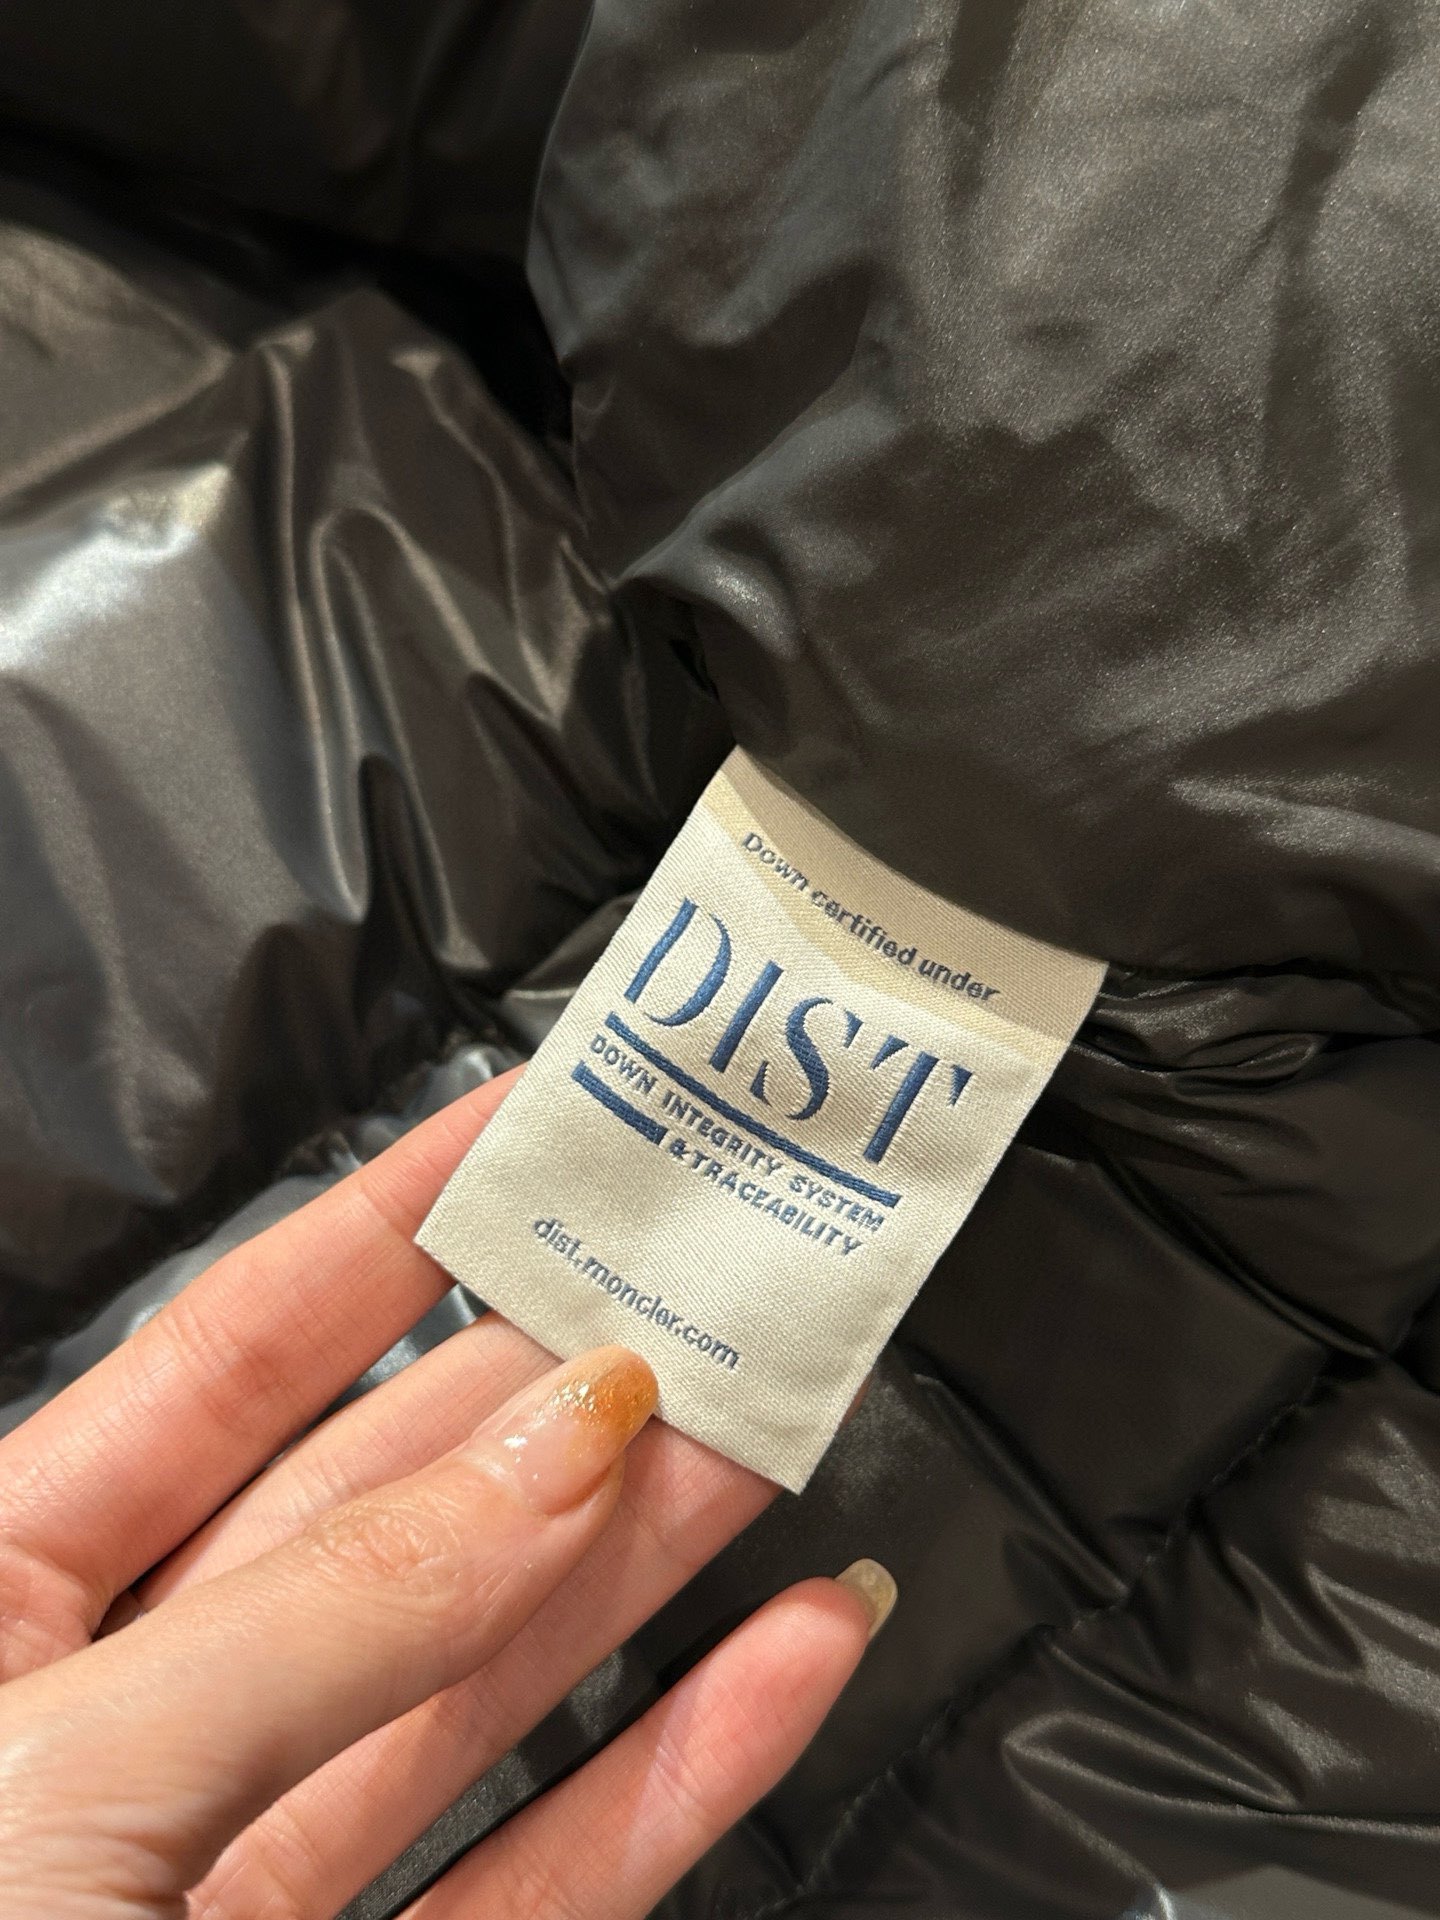 Down certified under
DIST
DOWN INTEGRITY SYSTEM
& TRACEABILITY
dist.moncler.com